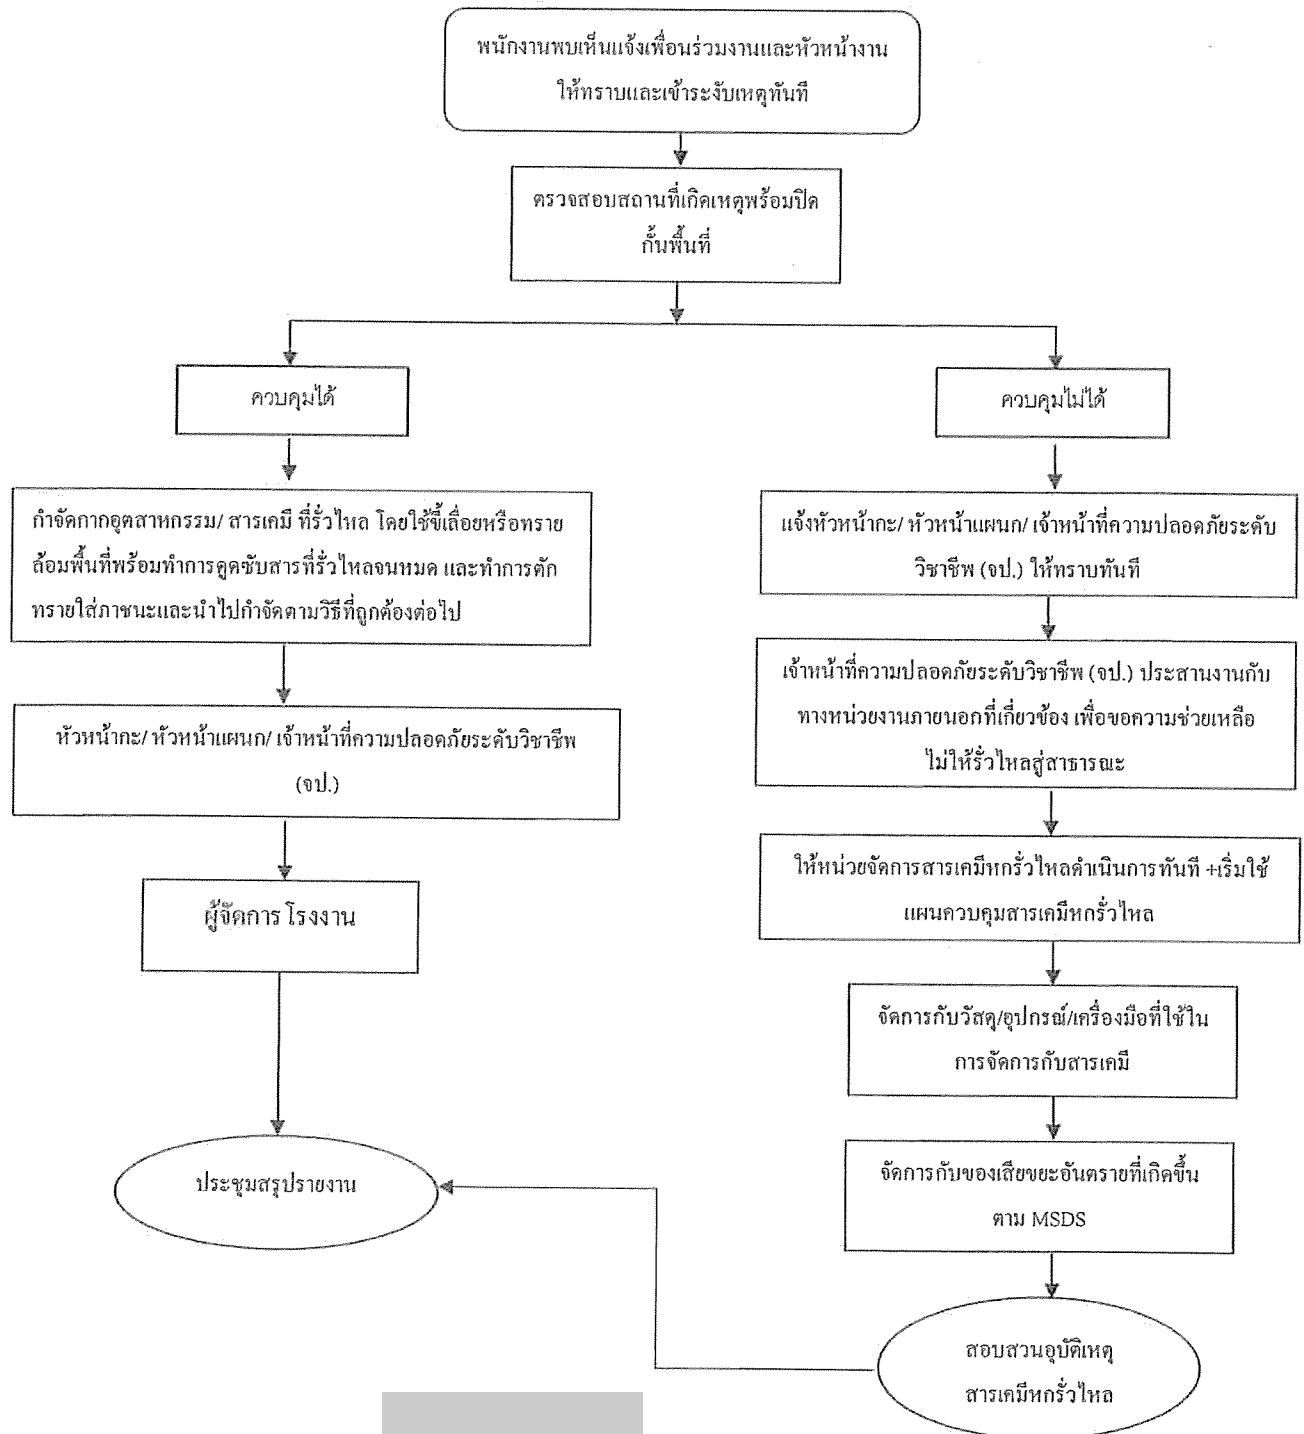 พนักงานพบเห็นแจ้งเพื่อนร่วมงานและหัวหน้างาน
ให้ทราบและเข้าระงับเหตุทันที
ตรวจสอบสถานที่เกิดเหตุพร้อมปิด
กั้นพื้นที่
ควบคุมได้
ควบคุมไม่ได้
กำจัดกากอุตสาหกรรม/ สารเคมี ที่รั่วไหล โดยใช้ขี้เลื่อยหรือทราย
ล้อมพื้นที่พร้อมทำการดูดซับสารที่รั่วไหลจนหมด และทำการตัก
ทรายใส่ภาชนะและนำไปกำจัดตามวิธีที่ถูกต้องต่อไป
หัวหน้ากะ/ หัวหน้าแผนก/ เจ้าหน้าที่ความปลอดภัยระดับวิชาชีพ
(จป.)
ผู้จัดการ โรงงาน
ประชุมสรุปรายงาน
แจ้งหัวหน้ากะ/ หัวหน้าแผนก/ เจ้าหน้าที่ความปลอดภัยระดับ
วิชาชีพ (จป.) ให้ทราบทันที
เจ้าหน้าที่ความปลอดภัยระดับวิชาชีพ (จป.) ประสานงานกับ
ทางหน่วยงานภายนอกที่เกี่ยวข้อง เพื่อขอความช่วยเหลือ
ไม่ให้รั่วไหลสู่สาธารณะ
ให้หน่วยจัดการสารเคมีหกรั่วไหลดำเนินการทันที +เริ่มใช้
แผนควบคุมสารเคมีหกรั่วไหล
จัดการกับวัสดุ/อุปกรณ์/เครื่องมือที่ใช้ใน
การจัดการกับสารเคมี
จัดการกับของเสียขยะอันตรายที่เกิดขึ้น
ตาม MSDS
สอบสวนอุบัติเหตุ
สารเคมีหกรั่วไหล